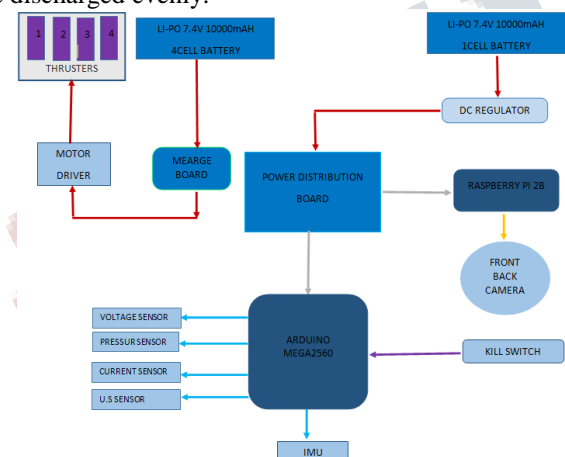 discharged evenly.
1 2 3 4
THRUSTERS
LI-PO 7.4V 10000mAH
4CELL BATTERY
LI-PO 7.4V 10000mAH
1CELL BATTERY
DC REGULATOR
MOTOR
DRIVER
MEARGE
BOARD
POWER DISTRIBUTION
BOARD
RASPBERRY PI 2B
FRONT
BACK
CAMERA
VOLTAGE SENSOR
PRESSUR SENSOR
CURRENT SENSOR
U.S SENSOR
ARDUINO
MEGA2560
KILL SWITCH
IMU